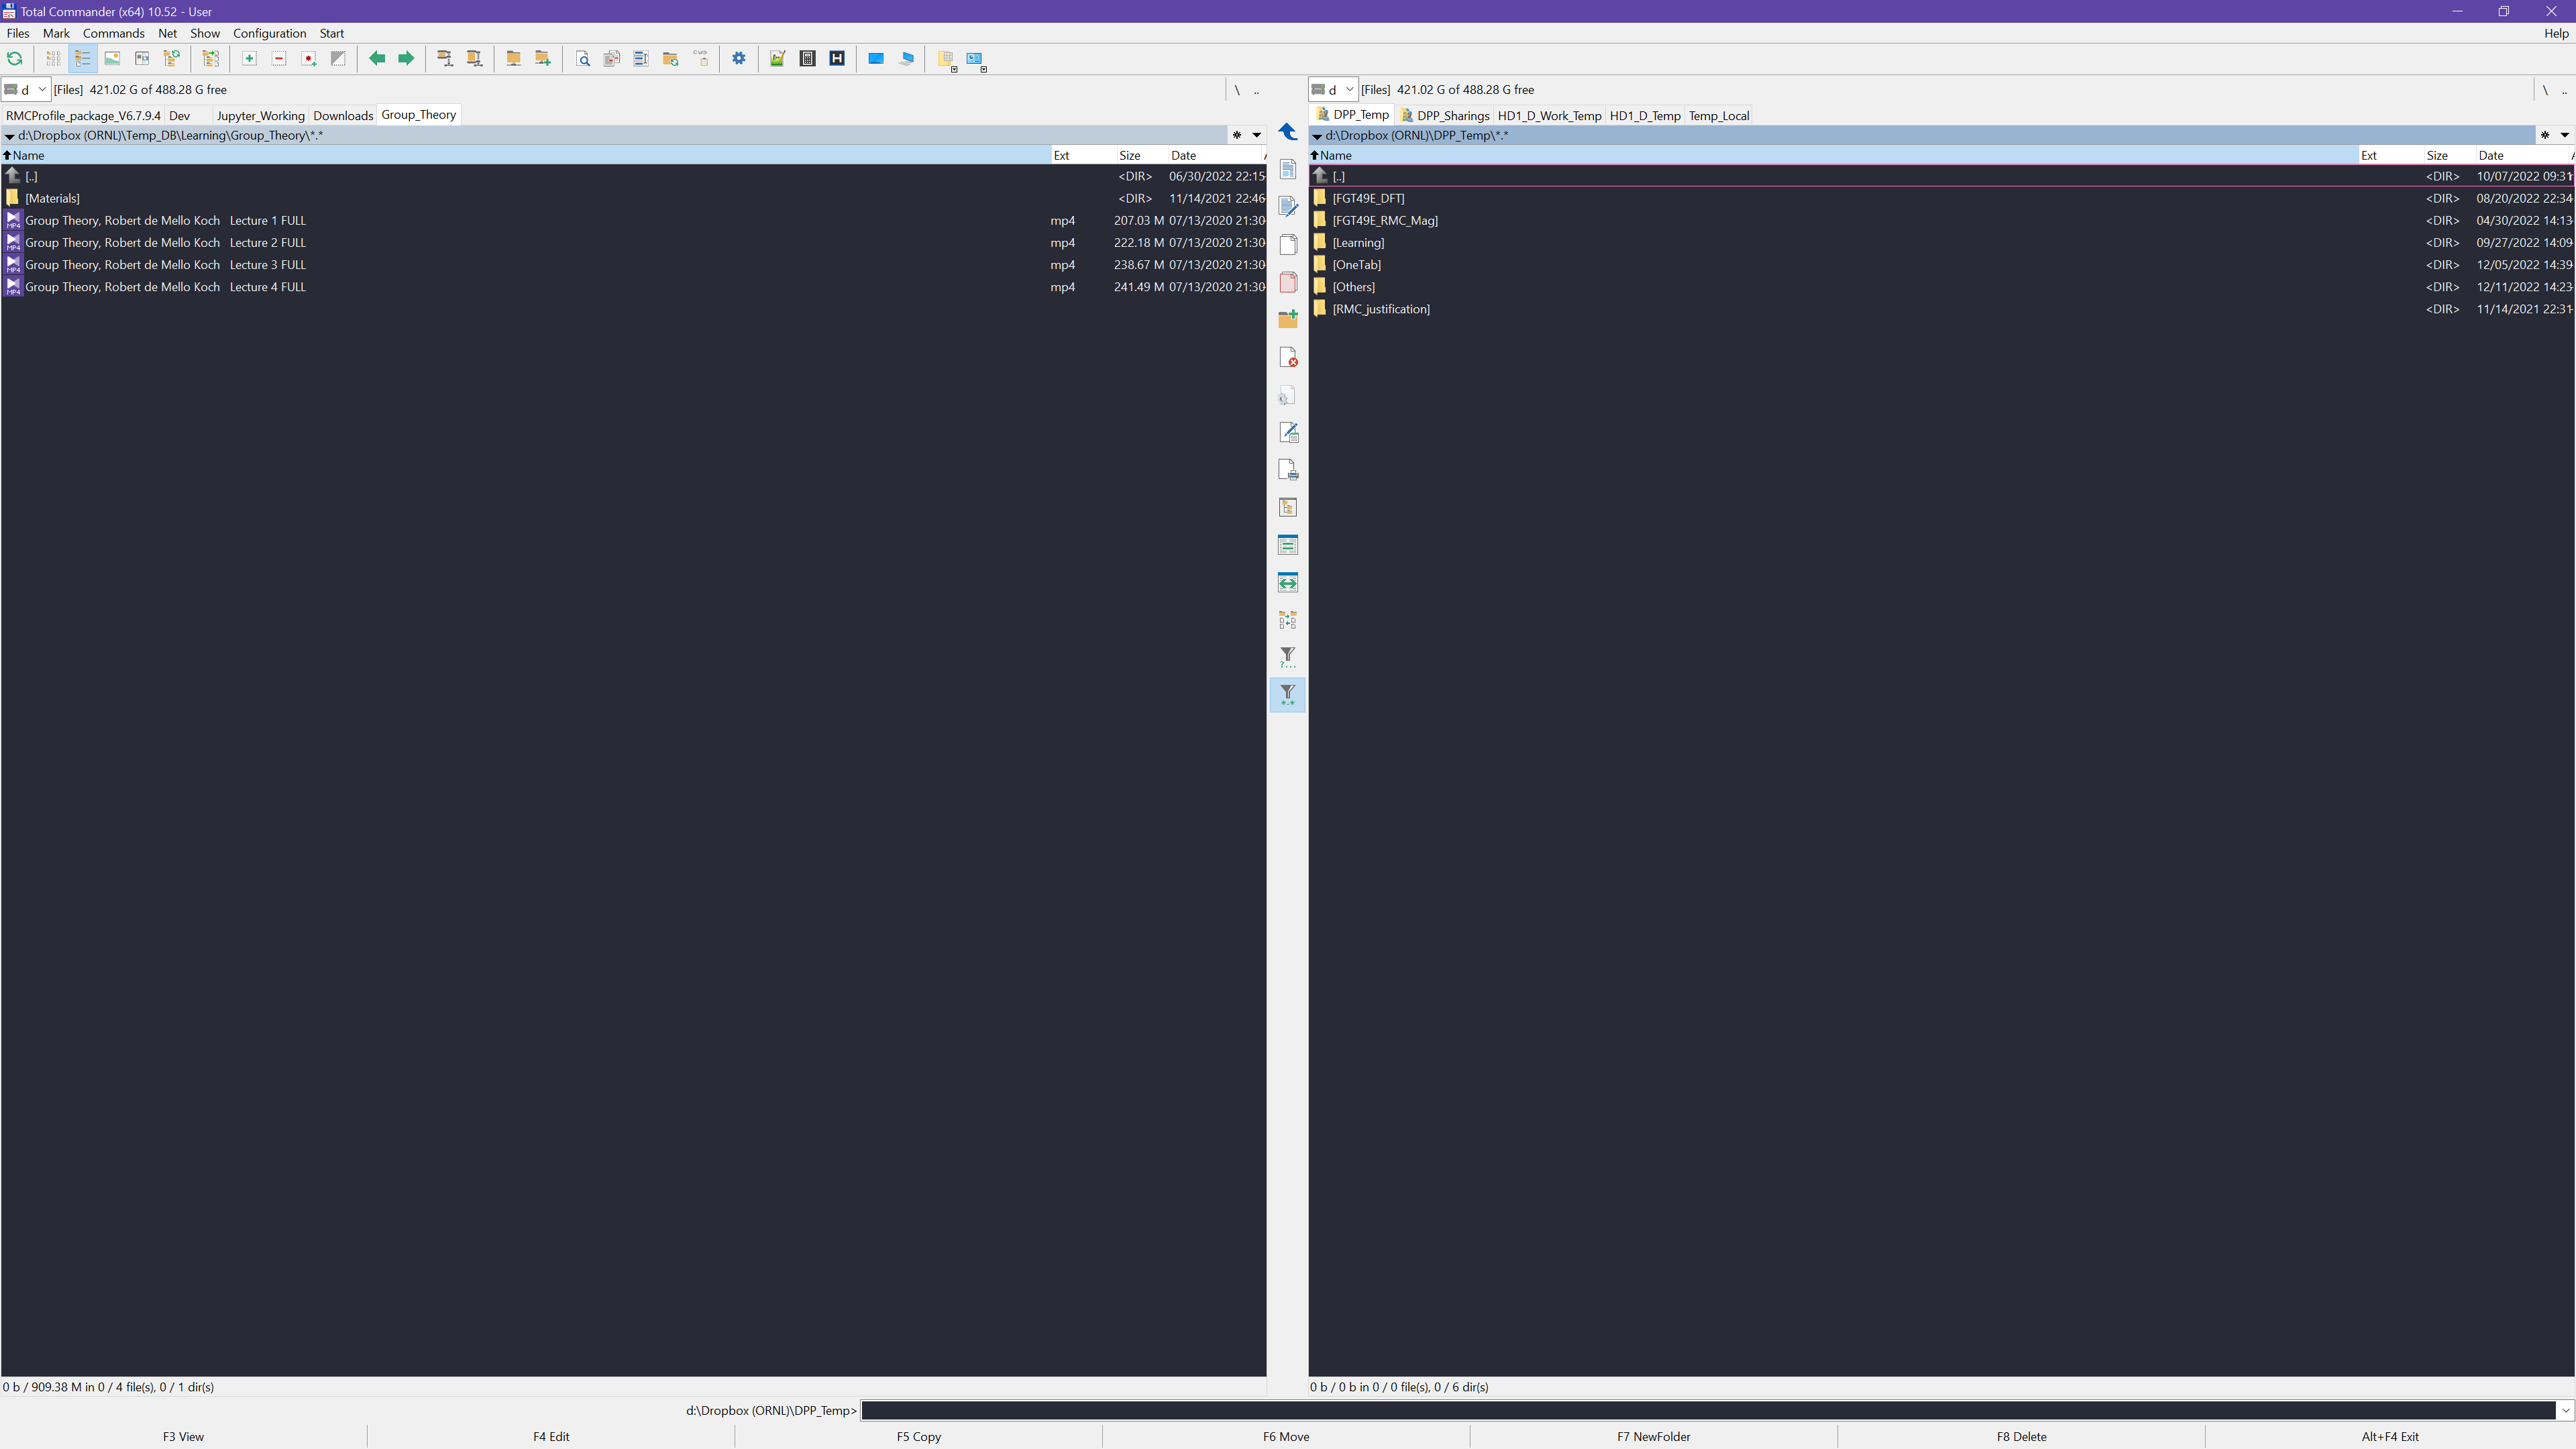 Total Commander (x64) 10.52 - User
Files Mark Commands Net Show Configuration Start Help
d [Files] 421.02 G of 488.28 G free \ ..
RMCProfile_package_V6.7.9.4 Dev Jupyter_Working Downloads Group_Theory
d:\Dropbox (ORNL)\Temp_DB\Learning\Group_Theory\*.* * 
Name Ext Size Date
[..] <DIR> 06/30/2022 22:15
[Materials] <DIR> 11/14/2021 22:46
MP4 Group Theory, Robert de Mello Koch Lecture 1 FULL mp4 207.03 M 07/13/2020 21:30
MP4 Group Theory, Robert de Mello Koch Lecture 2 FULL mp4 222.18 M 07/13/2020 21:30
MP4 Group Theory, Robert de Mello Koch Lecture 3 FULL mp4 238.67 M 07/13/2020 21:30
MP4 Group Theory, Robert de Mello Koch Lecture 4 FULL mp4 241.49 M 07/13/2020 21:30
0 b / 909.38 M in 0 / 4 file(s), 0 / 1 dir(s)
d [Files] 421.02 G of 488.28 G free \ ..
DPP_Temp DPP_Sharings HD1_D_Work_Temp HD1_D_Temp Temp_Local
d:\Dropbox (ORNL)\DPP_Temp\*.* *
Name Ext Size Date
[..] <DIR> 10/07/2022 09:31
[FGT49E_DFT] <DIR> 08/20/2022 22:34
[FGT49E_RMC_Mag] <DIR> 04/30/2022 14:13
[Learning] <DIR> 09/27/2022 14:09
[OneTab] <DIR> 12/05/2022 14:39
[Others] <DIR> 12/11/2022 14:23
[RMC_justification] <DIR> 11/14/2021 22:31
0 b / 0 b in 0 / 0 file(s), 0 / 6 dir(s)
d:\Dropbox (ORNL)\DPP_Temp>
F3 View F4 Edit F5 Copy F6 Move F7 NewFolder F8 Delete Alt+F4 Exit